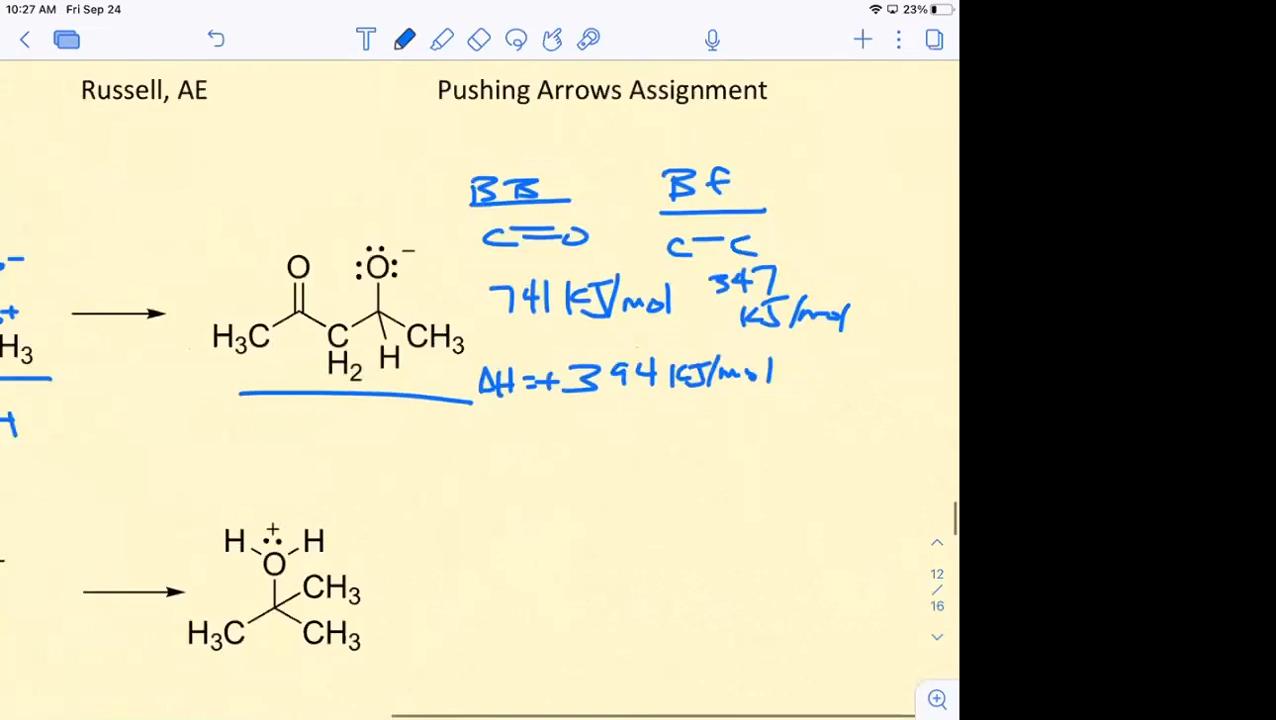 10:27 AM Fri Sep 24
23%
Russell, AE
Pushing Arrows Assignment
BB
Bf
C=O
C-C
741 KJ/mol
347
KJ/mol
ΔH = +394 KJ/mol
O
:Ö: −
H3C
C
H2
H
CH3
H3
H
H
+
H
O
CH3
H3C
CH3
12
/
16